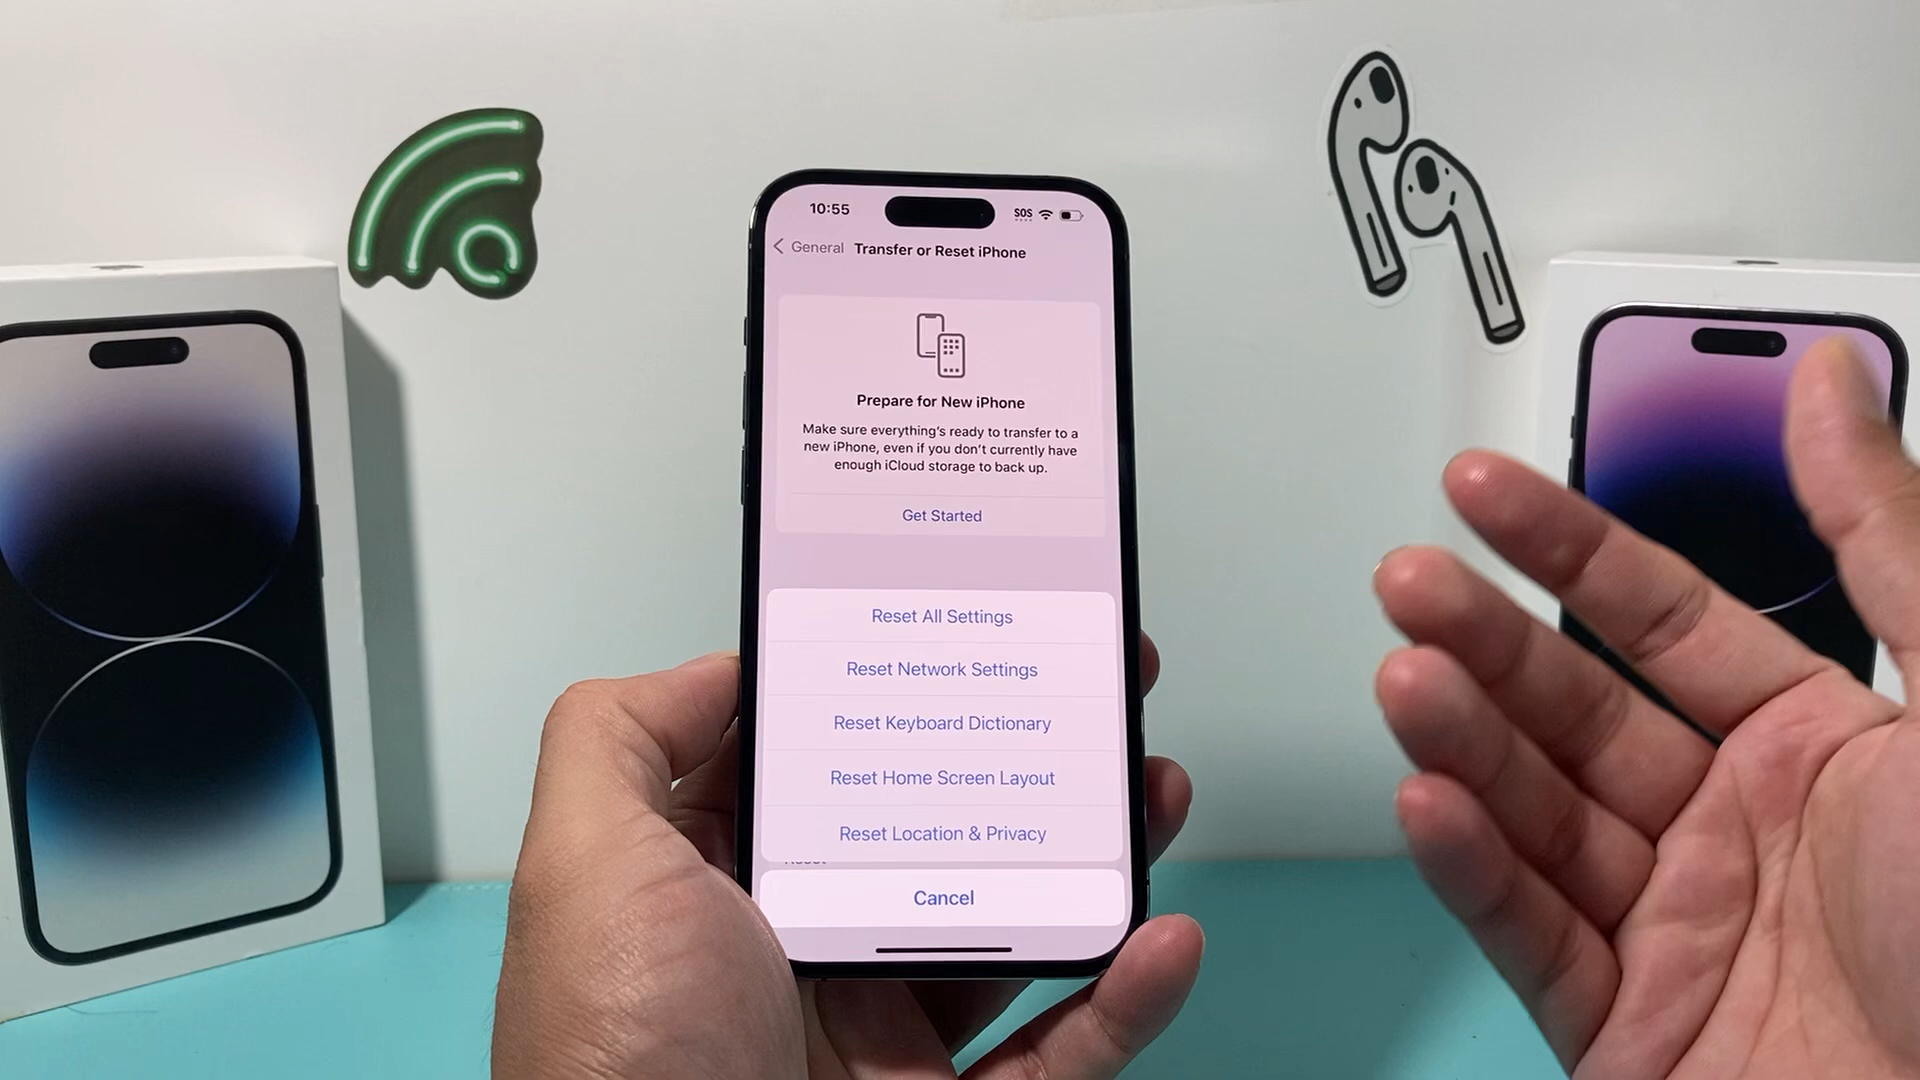 10:55
SOS
General
Transfer or Reset iPhone
Prepare for New iPhone
Make sure everything's ready to transfer to a
new iPhone, even if you don't currently have
enough iCloud storage to back up.
Get Started
Reset All Settings
Reset Network Settings
Reset Keyboard Dictionary
Reset Home Screen Layout
Reset Location & Privacy
Cancel